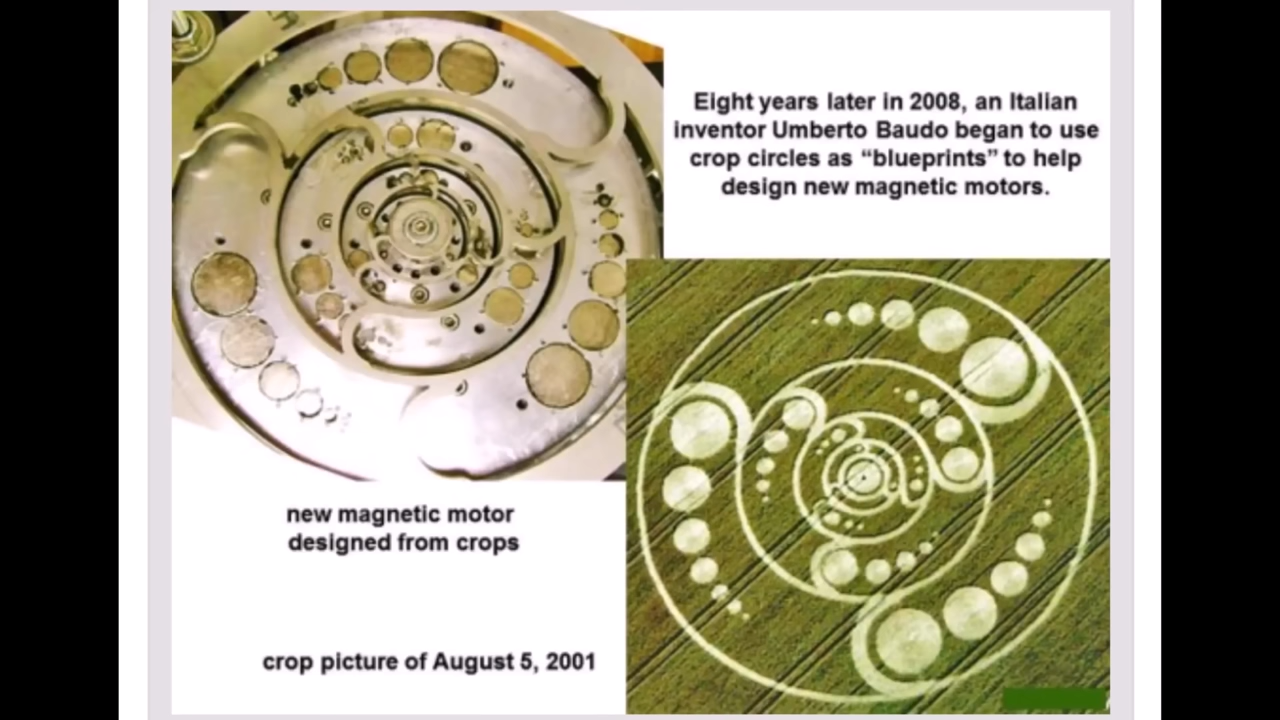 Eight years later in 2008, an Italian
inventor Umberto Baudo began to use
crop circles as “blueprints” to help
design new magnetic motors.
new magnetic motor
designed from crops
crop picture of August 5, 2001